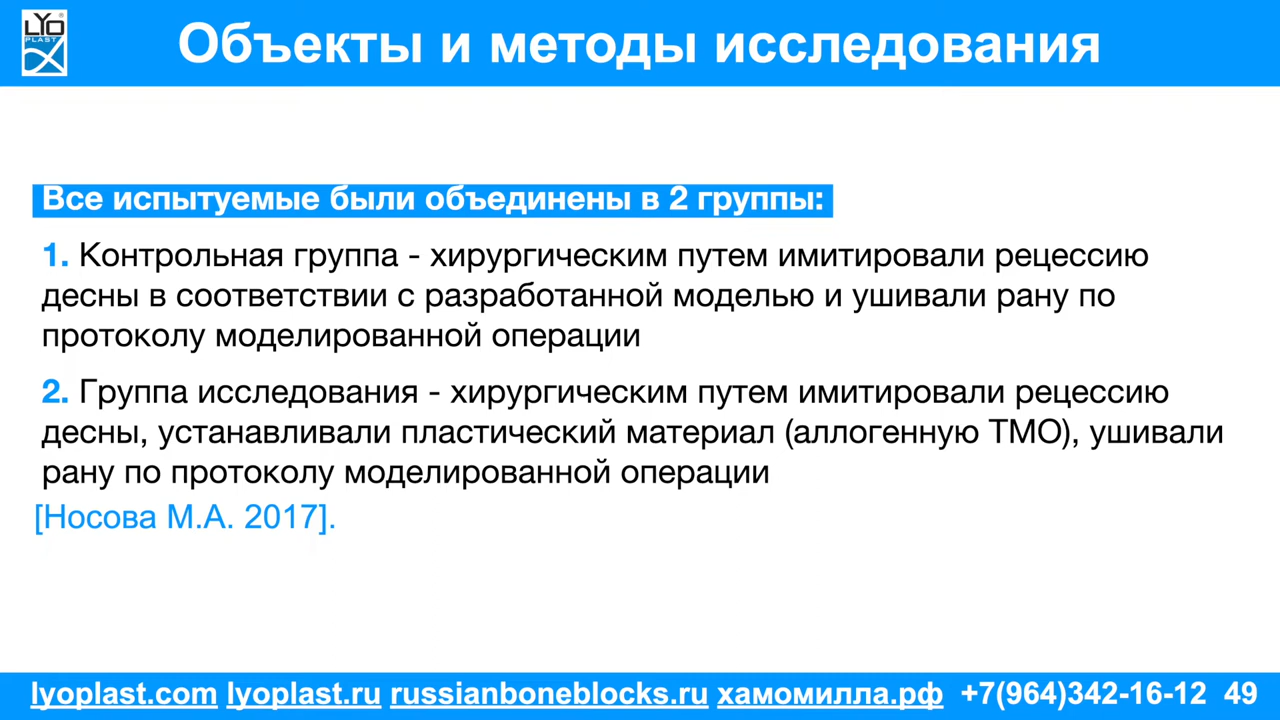 LYO®
PLAST
Объекты и методы исследования
Все испытуемые были объединены в 2 группы:
1. Контрольная группа - хирургическим путем имитировали рецессию
десны в соответствии с разработанной моделью и ушивали рану по
протоколу моделированной операции
2. Группа исследования - хирургическим путем имитировали рецессию
десны, устанавливали пластический материал (аллогенную ТМО), ушивали
рану по протоколу моделированной операции
[Носова М.А. 2017].
lyoplast.com lyoplast.ru russianboneblocks.ru хамомилла.рф +7(964)342-16-12 49